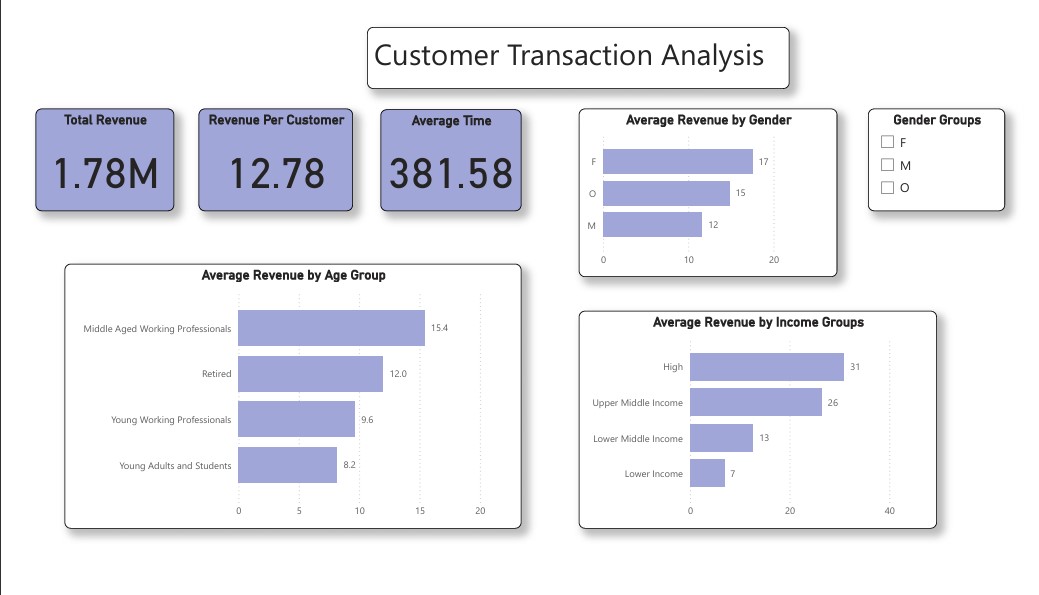 Customer Transaction Analysis
Total Revenue
1.78M
Revenue Per Customer
12.78
Average Time
381.58
Average Revenue by Gender
F 17
O 15
M 12
0 10 20
Gender Groups
F
M
O
Average Revenue by Age Group
Middle Aged Working Professionals 15.4
Retired 12.0
Young Working Professionals 9.6
Young Adults and Students 8.2
0 5 10 15 20
Average Revenue by Income Groups
High 31
Upper Middle Income 26
Lower Middle Income 13
Lower Income 7
0 20 40